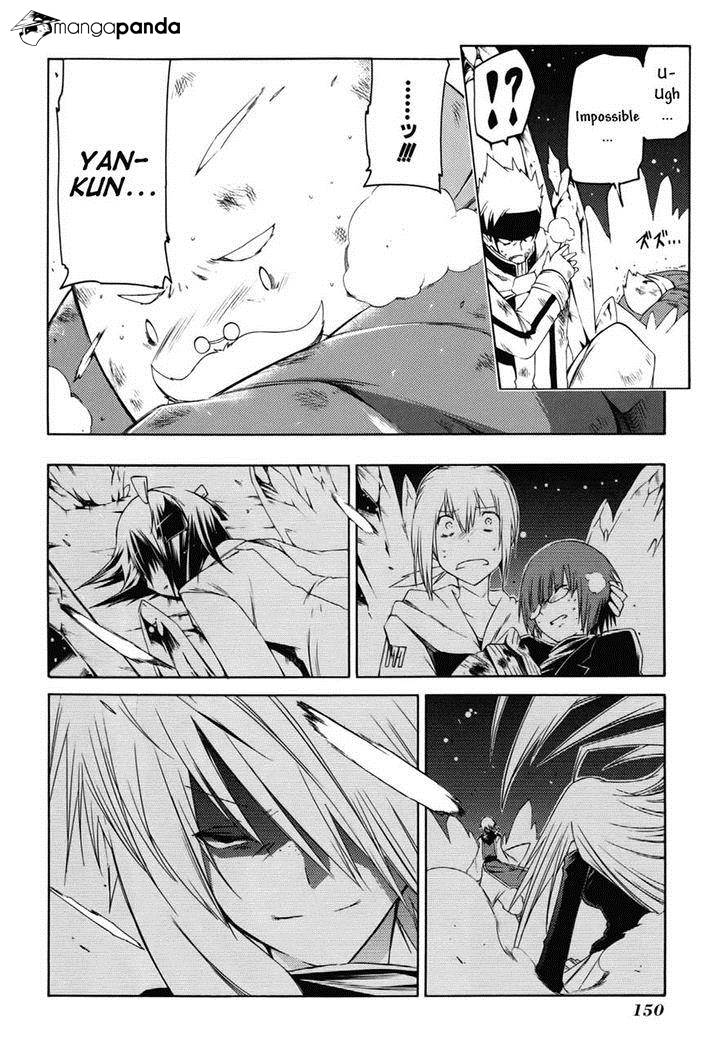 mangapanda
U-
Ugh
...
Impossible
...
!?
ズズ...
……ッ!!!
YAN-
KUN...
150